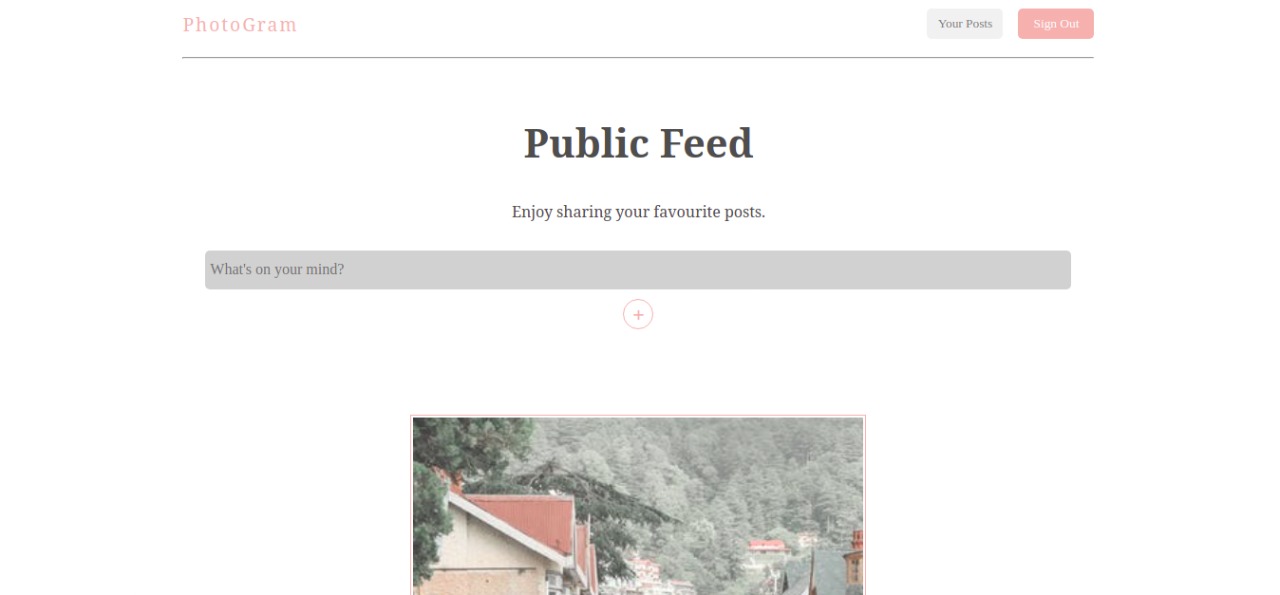 PhotoGram
Your Posts
Sign Out
Public Feed
Enjoy sharing your favourite posts.
What's on your mind?
+